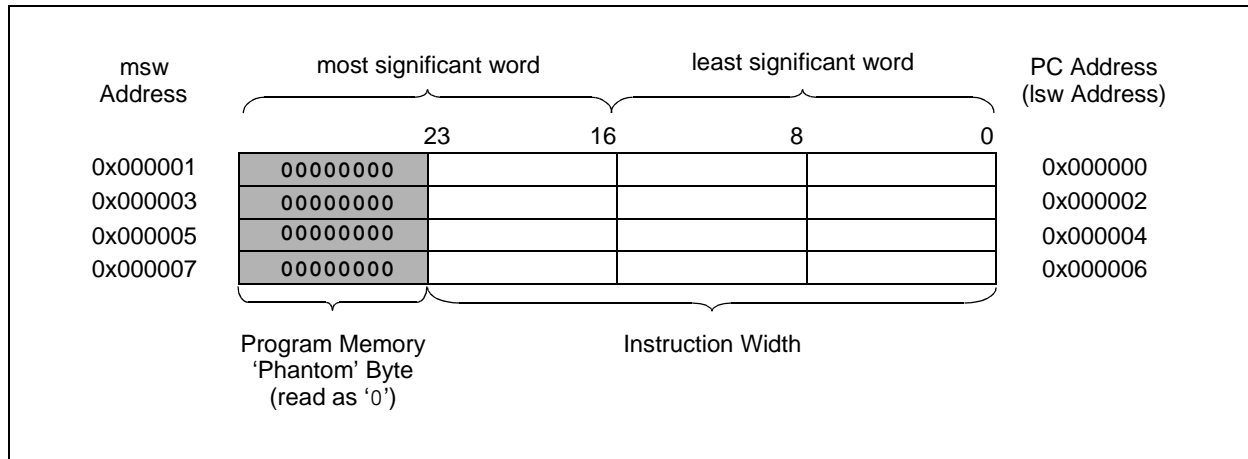 msw
Address
most significant word
least significant word
PC Address
(lsw Address)
23
16
8
0
0x000001
00000000
0x000000
0x000003
00000000
0x000002
0x000005
00000000
0x000004
0x000007
00000000
0x000006
Program Memory
‘Phantom’ Byte
(read as ‘0’)
Instruction Width